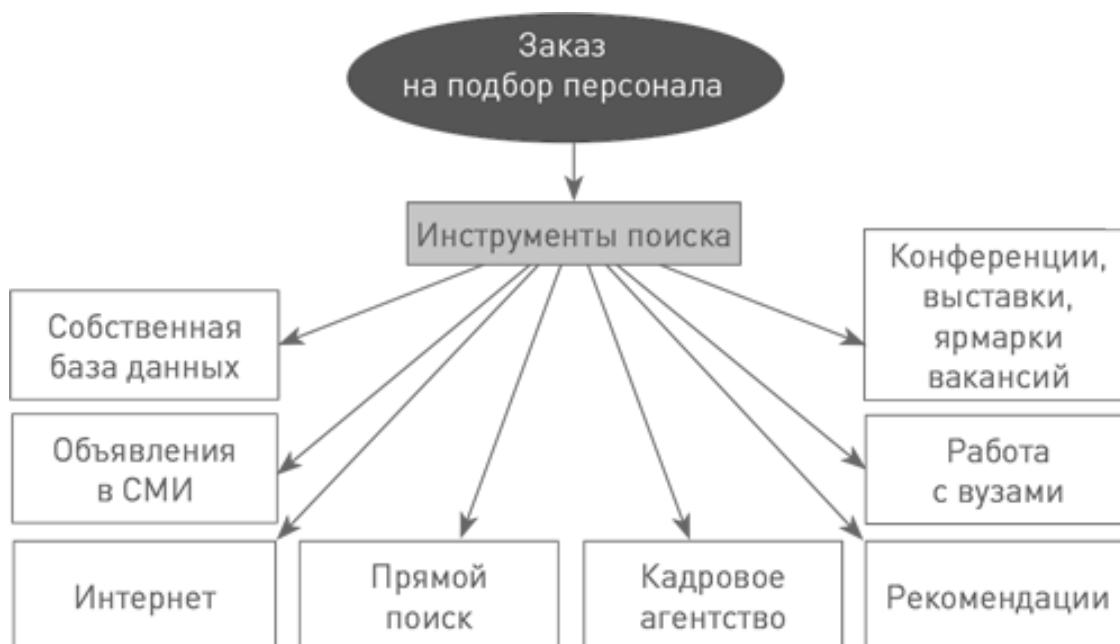 Заказ
на подбор персонала
Инструменты поиска
Собственная
база данных
Объявления
в СМИ
Интернет
Прямой
поиск
Кадровое
агентство
Рекомендации
Работа
с вузами
Конференции,
выставки,
ярмарки
вакансий